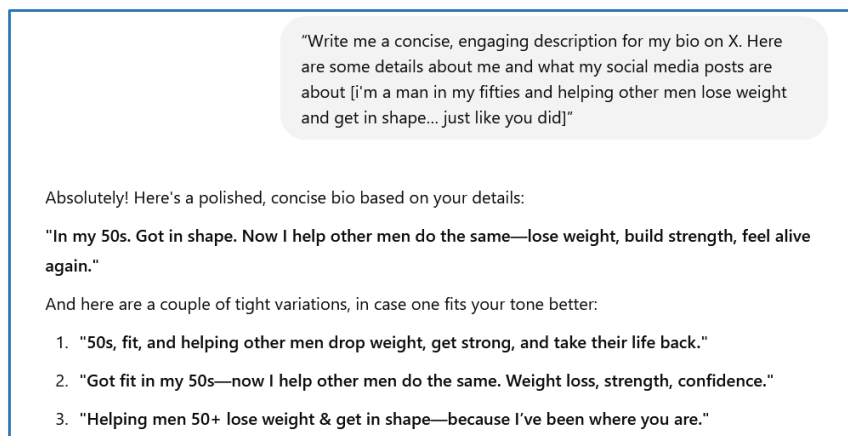 “Write me a concise, engaging description for my bio on X. Here
are some details about me and what my social media posts are
about [i'm a man in my fifties and helping other men lose weight
and get in shape... just like you did]”
Absolutely! Here's a polished, concise bio based on your details:
"In my 50s. Got in shape. Now I help other men do the same—lose weight, build strength, feel alive
again."
And here are a couple of tight variations, in case one fits your tone better:
1. "50s, fit, and helping other men drop weight, get strong, and take their life back."
2. "Got fit in my 50s—now I help other men do the same. Weight loss, strength, confidence."
3. "Helping men 50+ lose weight & get in shape—because I’ve been where you are."